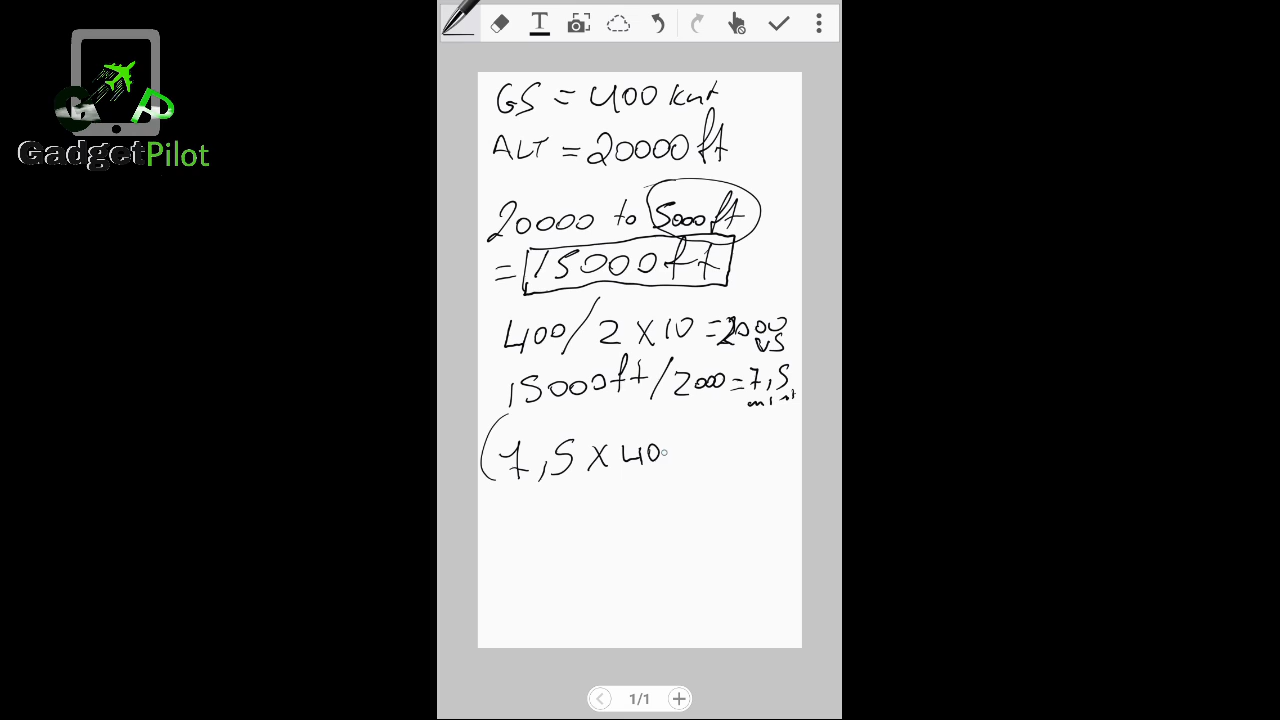 GadgetPilot
T
GS = 400 knt
ALT = 20000 ft
20000 to 5000 ft
= 15000 ft
400/2 X 10 = 2000
VS
15000 ft/2000 = 7,5
(7,5 X 40
1/1